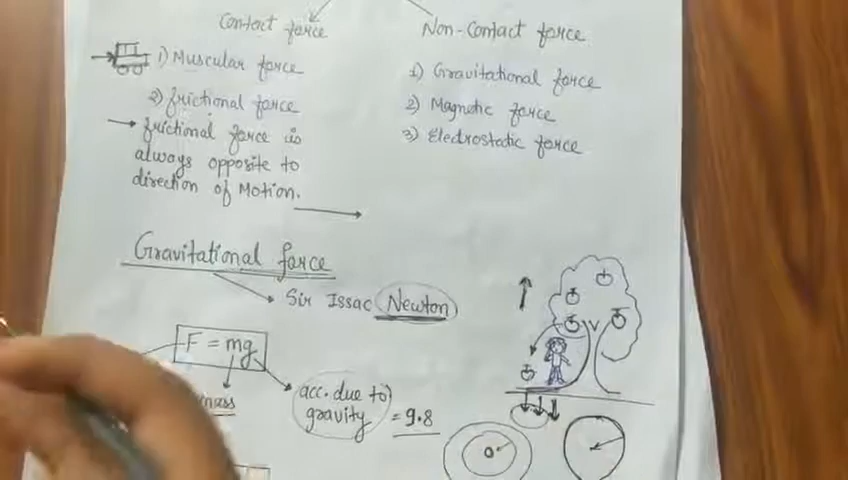 Contact force
Non-Contact force
1) Muscular force
2) frictional force
frictional force is
always opposite to
direction of Motion.
1) Gravitational force
2) Magnetic force
3) Electrostatic force
Gravitational force
Sir Issac Newton
F = mg
mass
acc. due to
gravity = 9.8